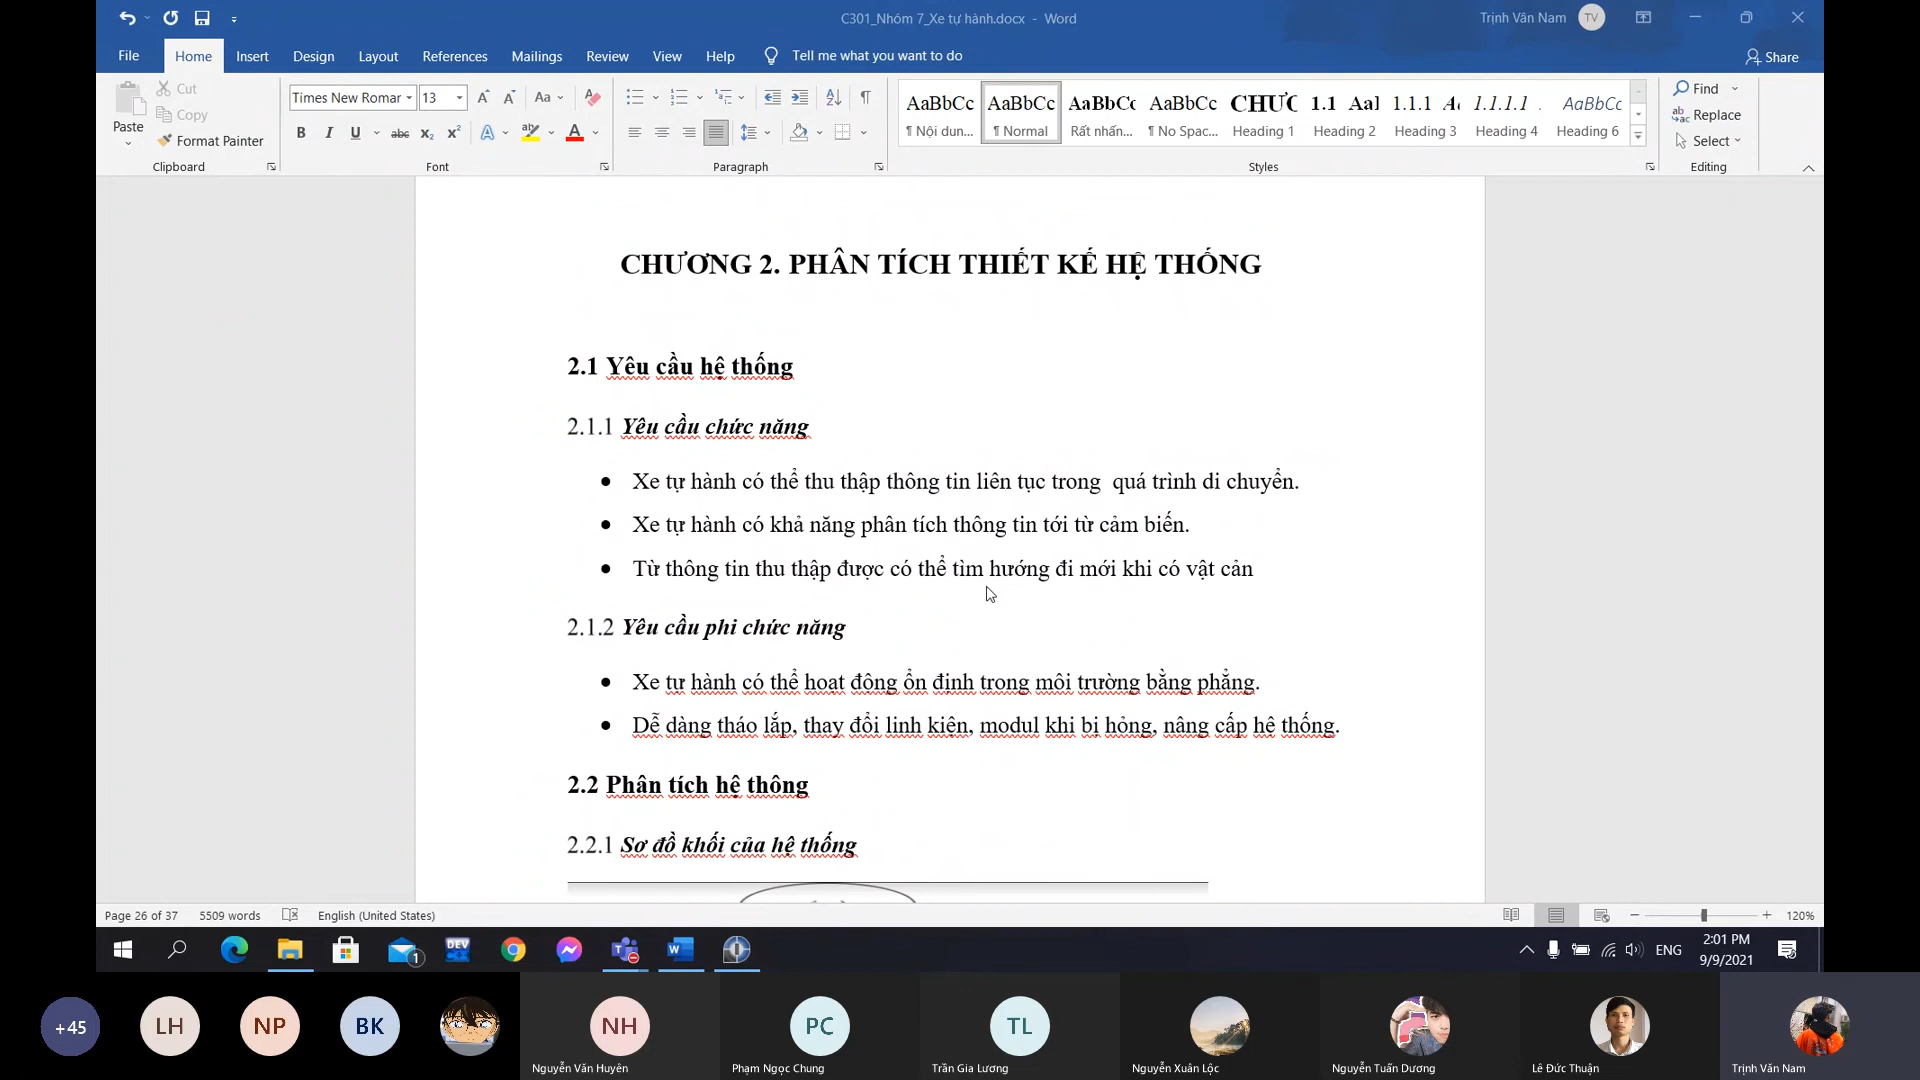 C301_Nhóm 7_Xe tự hành.docx - Word
Trịnh Văn Nam
TV
File Home Insert Design Layout References Mailings Review View Help Tell me what you want to do
Share
Paste
Cut
Copy
Format Painter
Clipboard
Times New Romar
13
Font
Paragraph
AaBbCc AaBbCc AaBbCc AaBbCc CHƯC 1.1 AaI 1.1.1 1.1.1.1 . AaBbCc
¶ Nội dun... ¶ Normal Rất nhấn... ¶ No Spac... Heading 1 Heading 2 Heading 3 Heading 4 Heading 6
Styles
Find
Replace
Select
Editing
CHƯƠNG 2. PHÂN TÍCH THIẾT KẾ HỆ THỐNG
2.1 Yêu cầu hệ thống
2.1.1 Yêu cầu chức năng
• Xe tự hành có thể thu thập thông tin liên tục trong  quá trình di chuyển.
• Xe tự hành có khả năng phân tích thông tin tới từ cảm biến.
• Từ thông tin thu thập được có thể tìm hướng đi mới khi có vật cản
2.1.2 Yêu cầu phi chức năng
• Xe tự hành có thể hoạt động ổn định trong môi trường bằng phẳng.
• Dễ dàng tháo lắp, thay đổi linh kiện, modul khi bị hỏng, nâng cấp hệ thống.
2.2 Phân tích hệ thông
2.2.1 Sơ đồ khối của hệ thống
Page 26 of 37 5509 words English (United States)
120%
DEV
1
ENG
2:01 PM
9/9/2021
+45 LH NP BK NH PC TL
Nguyễn Văn Huyên Phạm Ngọc Chung Trần Gia Lương Nguyễn Xuân Lộc Nguyễn Tuấn Dương Lê Đức Thuận Trịnh Văn Nam